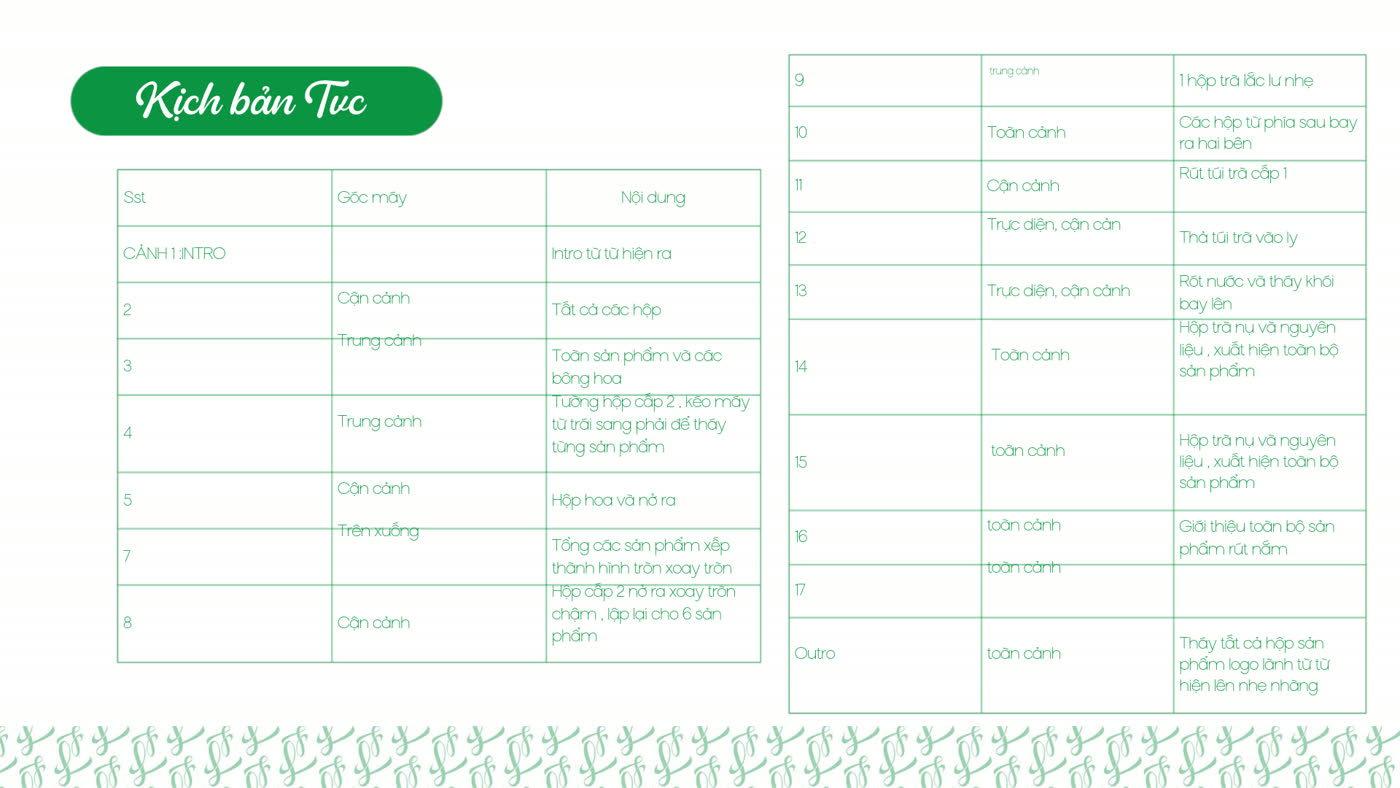 Kịch bản Tvc
Sst Góc máy Nội dung
CẢNH 1 :INTRO Intro từ từ hiện ra
2 Cận cảnh Tất cả các hộp
3 Trung cảnh Toàn sản phẩm và các
bông hoa
4 Trung cảnh Tường hộp cấp 2 , kéo máy
từ trái sang phải để thấy
từng sản phẩm
5 Cận cảnh Hộp hoa và nở ra
7 Trên xuống Tổng các sản phẩm xếp
thành hình tròn xoay tròn
8 Cận cảnh Hộp cấp 2 nở ra xoay tròn
chậm , lặp lại cho 6 sản
phẩm
9 trung cảnh 1 hộp trà lắc lư nhẹ
10 Toàn cảnh Các hộp từ phía sau bay
ra hai bên
11 Cận cảnh Rút túi trà cấp 1
12 Trực diện, cận cản Thả túi trà vào ly
13 Trực diện, cận cảnh Rót nước và thấy khói
bay lên
14 Toàn cảnh Hộp trà nụ và nguyên
liệu , xuất hiện toàn bộ
sản phẩm
15 toàn cảnh Hộp trà nụ và nguyên
liệu , xuất hiện toàn bộ
sản phẩm
16 toàn cảnh Giới thiệu toàn bộ sản
phẩm rút nấm
17 toàn cảnh
Outro toàn cảnh Thấy tất cả hộp sản
phẩm logo lành từ từ
hiện lên nhẹ nhàng